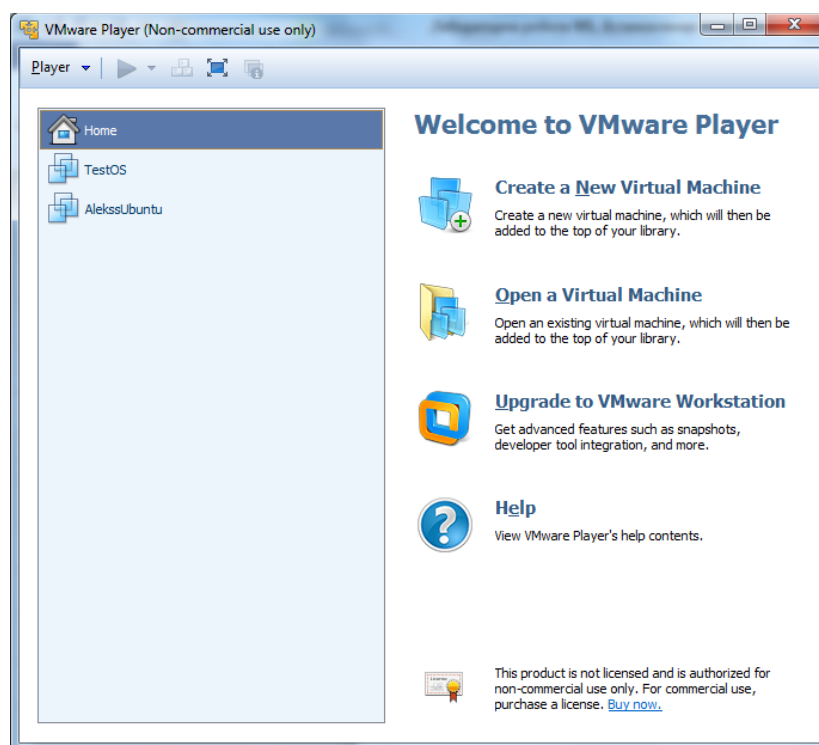 VMware Player (Non-commercial use only)
Player
Home
TestOS
AlekssUbuntu
Welcome to VMware Player
Create a New Virtual Machine
Create a new virtual machine, which will then be
added to the top of your library.
Open a Virtual Machine
Open an existing virtual machine, which will then be
added to the top of your library.
Upgrade to VMware Workstation
Get advanced features such as snapshots,
developer tool integration, and more.
Help
View VMware Player's help contents.
This product is not licensed and is authorized for
non-commercial use only. For commercial use,
purchase a license. Buy now.